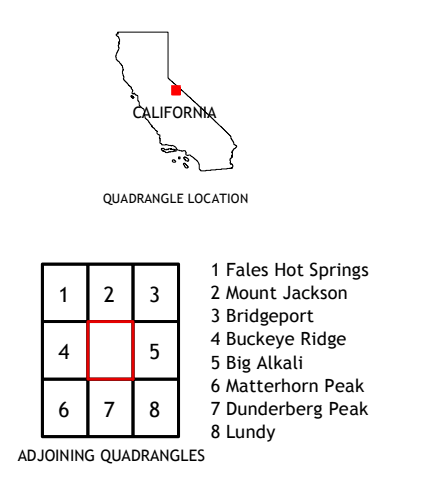 CALIFORNIA
QUADRANGLE LOCATION
1 2 3
4 5
6 7 8
ADJOINING QUADRANGLES
1 Fales Hot Springs
2 Mount Jackson
3 Bridgeport
4 Buckeye Ridge
5 Big Alkali
6 Matterhorn Peak
7 Dunderberg Peak
8 Lundy